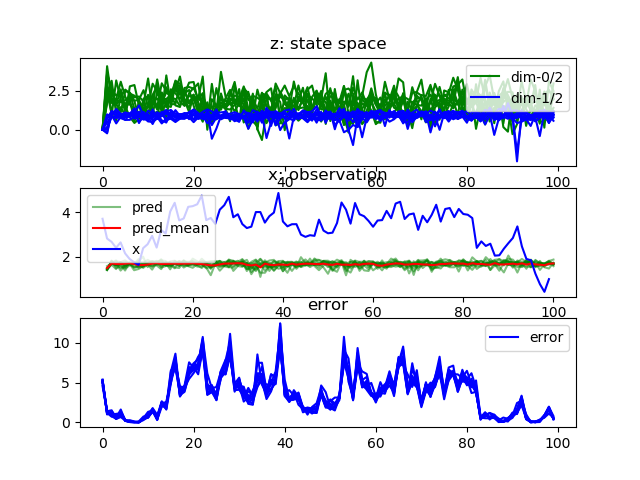 z: state space
2.5
0.0
dim-0/2
dim-1/2
0 20 40 60 80 100
x: observation
4
2
pred
pred_mean
x
0 20 40 60 80 100
error
10
5
0
error
0 20 40 60 80 100